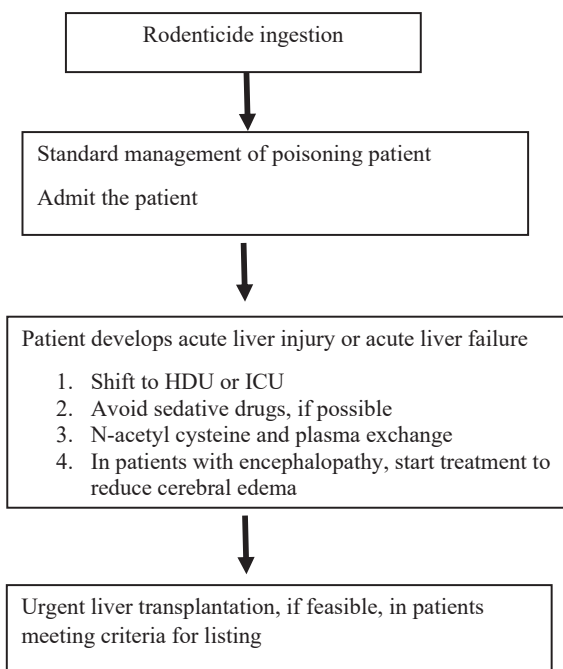 Rodenticide ingestion
Standard management of poisoning patient
Admit the patient
Patient develops acute liver injury or acute liver failure
1. Shift to HDU or ICU
2. Avoid sedative drugs, if possible
3. N-acetyl cysteine and plasma exchange
4. In patients with encephalopathy, start treatment to
reduce cerebral edema
Urgent liver transplantation, if feasible, in patients
meeting criteria for listing